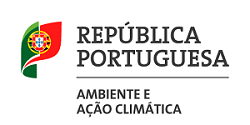 REPÚBLICA
PORTUGUESA
AMBIENTE E
AÇÃO CLIMÁTICA